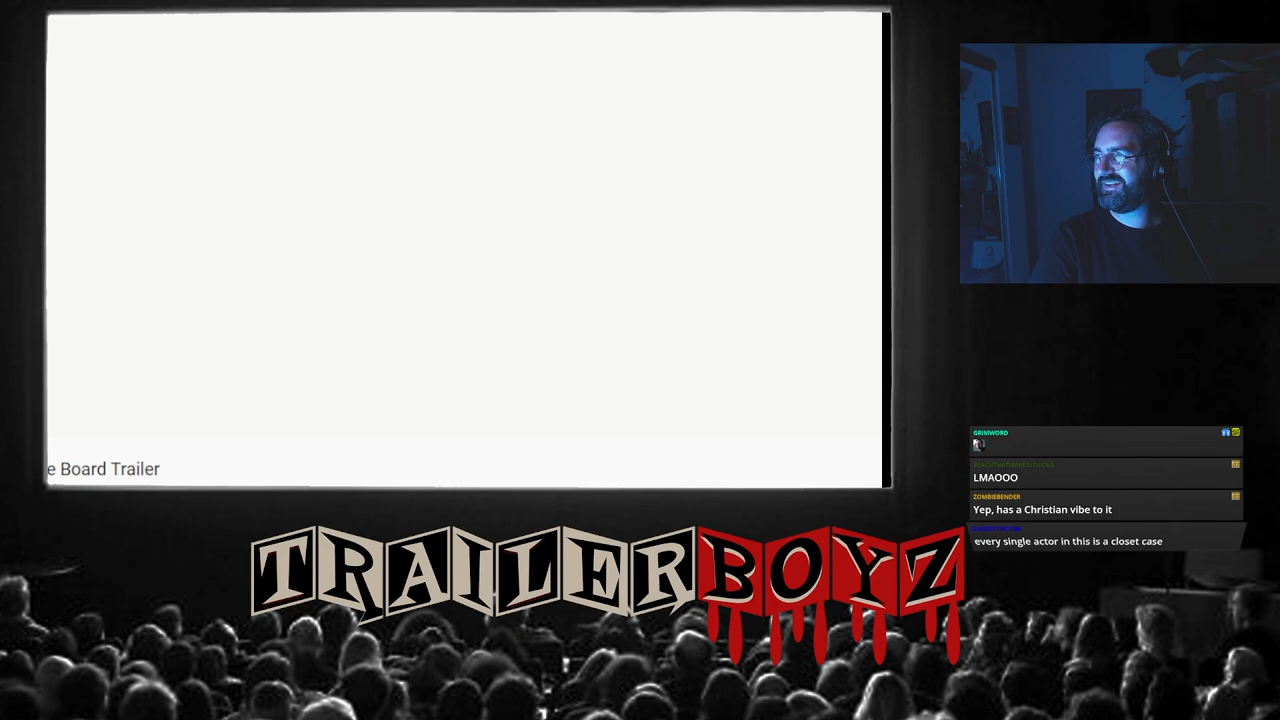 e Board Trailer
GRIMWORD
LMAOOO
ZOMBIEBENDER
Yep, has a Christian vibe to it
every single actor in this is a closet case
TRAILERBOYZ